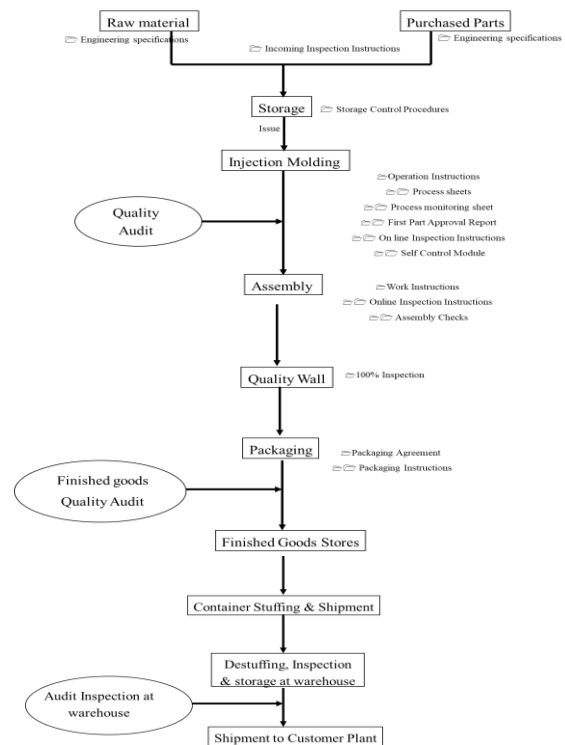 Raw material
Purchased Parts
Engineering specifications
Engineering specifications
Incoming Inspection Instructions
Storage
Storage Control Procedures
Issue
Injection Molding
Operation Instructions
Process sheets
Process monitoring sheet
First Part Approval Report
On line Inspection Instructions
Self Control Module
Quality
Audit
Assembly
Work Instructions
Online Inspection Instructions
Assembly Checks
Quality Wall
100% Inspection
Packaging
Packaging Agreement
Packaging Instructions
Finished goods
Quality Audit
Finished Goods Stores
Container Stuffing & Shipment
Destuffing, Inspection
& storage at warehouse
Audit Inspection at
warehouse
Shipment to Customer Plant